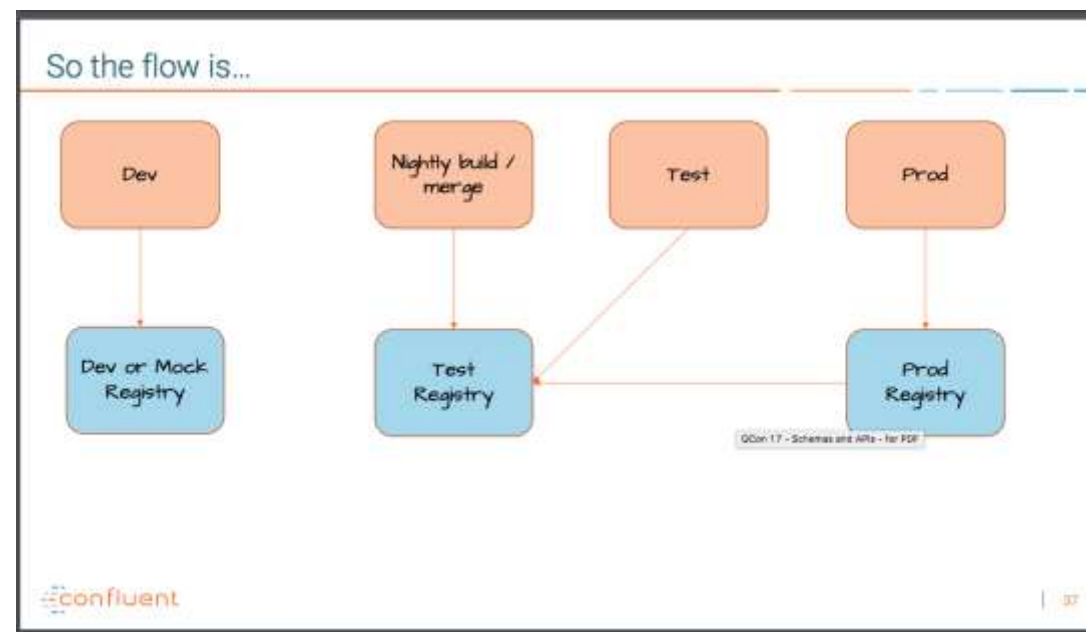 So the flow is...
Dev
Nightly build /
merge
Test
Prod
Dev or Mock
Registry
Test
Registry
Prod
Registry
QCon 17 - Schemas and APIs - for PDF
confluent
37